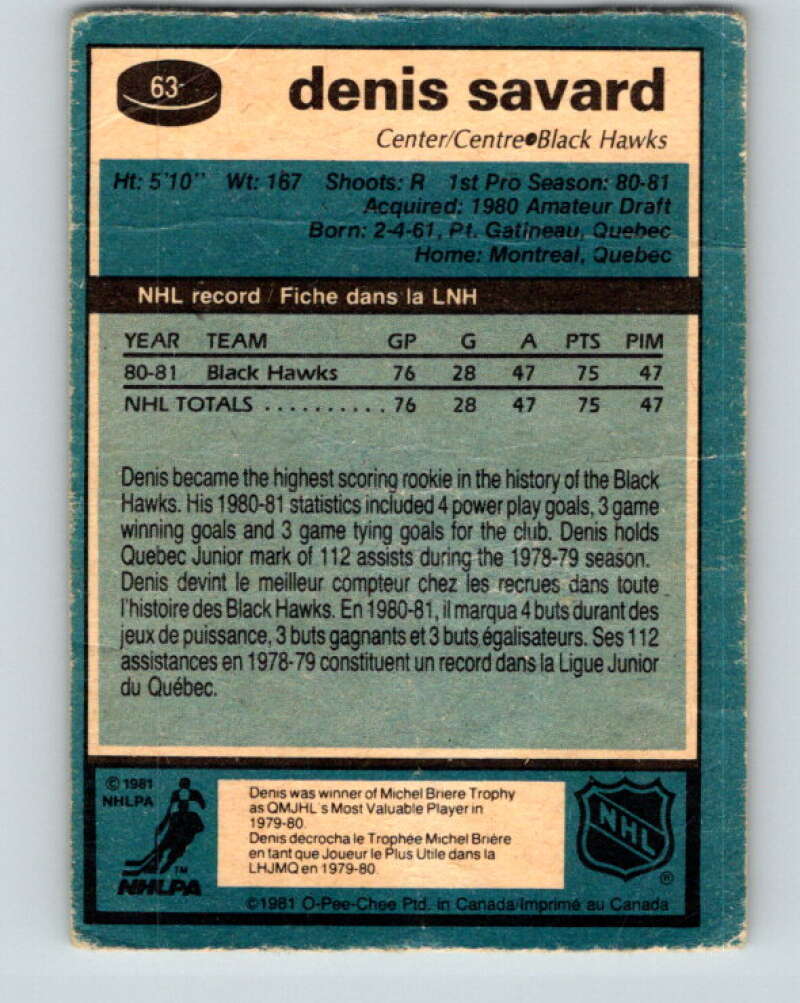 63
denis savard
Center/Centre●Black Hawks
Ht: 5'10" Wt: 167 Shoots: R 1st Pro Season: 80-81
Acquired: 1980 Amateur Draft
Born: 2-4-61, Pt. Gatineau, Quebec
Home: Montreal, Quebec
NHL record / Fiche dans la LNH
YEAR TEAM GP G A PTS PIM
80-81 Black Hawks 76 28 47 75 47
NHL TOTALS .......... 76 28 47 75 47
Denis became the highest scoring rookie in the history of the Black
Hawks. His 1980-81 statistics included 4 power play goals, 3 game
winning goals and 3 game tying goals for the club. Denis holds
Quebec Junior mark of 112 assists during the 1978-79 season.
Denis devint le meilleur compteur chez les recrues dans toute
l'histoire des Black Hawks. En 1980-81, il marqua 4 buts durant des
jeux de puissance, 3 buts gagnants et 3 buts égalisateurs. Ses 112
assistances en 1978-79 constituent un record dans la Ligue Junior
du Québec.
© 1981
NHLPA
TM
NHLPA
Denis was winner of Michel Briere Trophy
as QMJHL's Most Valuable Player in
1979-80.
Denis decrocha le Trophée Michel Brière
en tant que Joueur le Plus Utile dans la
LHJMQ en 1979-80.
NHL
®
©1981 O-Pee-Chee Ptd. in Canada/Imprimé au Canada